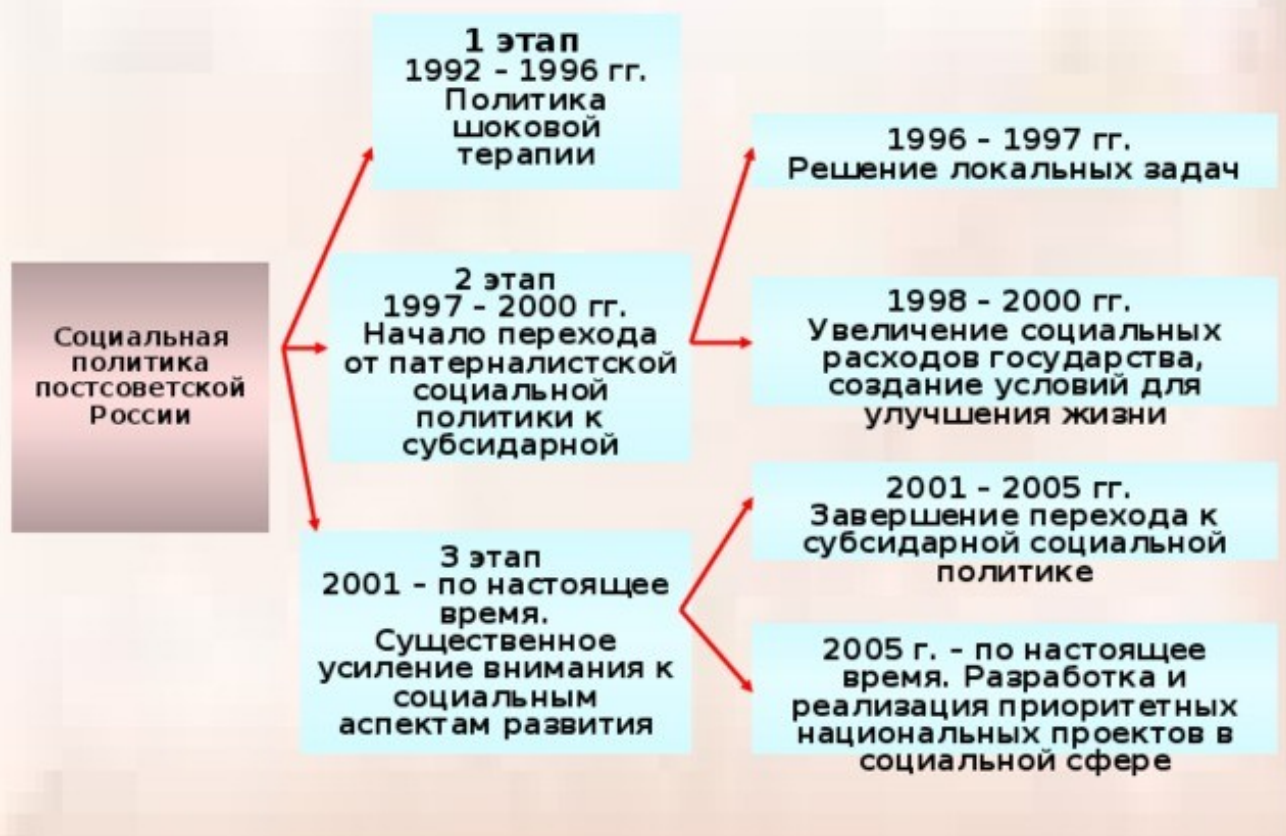 Социальная
политика
постсоветской
России
1 этап
1992 – 1996 гг.
Политика
шоковой
терапии
2 этап
1997 – 2000 гг.
Начало перехода
от патерналистской
социальной
политики к
субсидарной
3 этап
2001 – по настоящее
время.
Существенное
усиление внимания к
социальным
аспектам развития
1996 – 1997 гг.
Решение локальных задач
1998 – 2000 гг.
Увеличение социальных
расходов государства,
создание условий для
улучшения жизни
2001 – 2005 гг.
Завершение перехода к
субсидарной социальной
политике
2005 г. – по настоящее
время. Разработка и
реализация приоритетных
национальных проектов в
социальной сфере